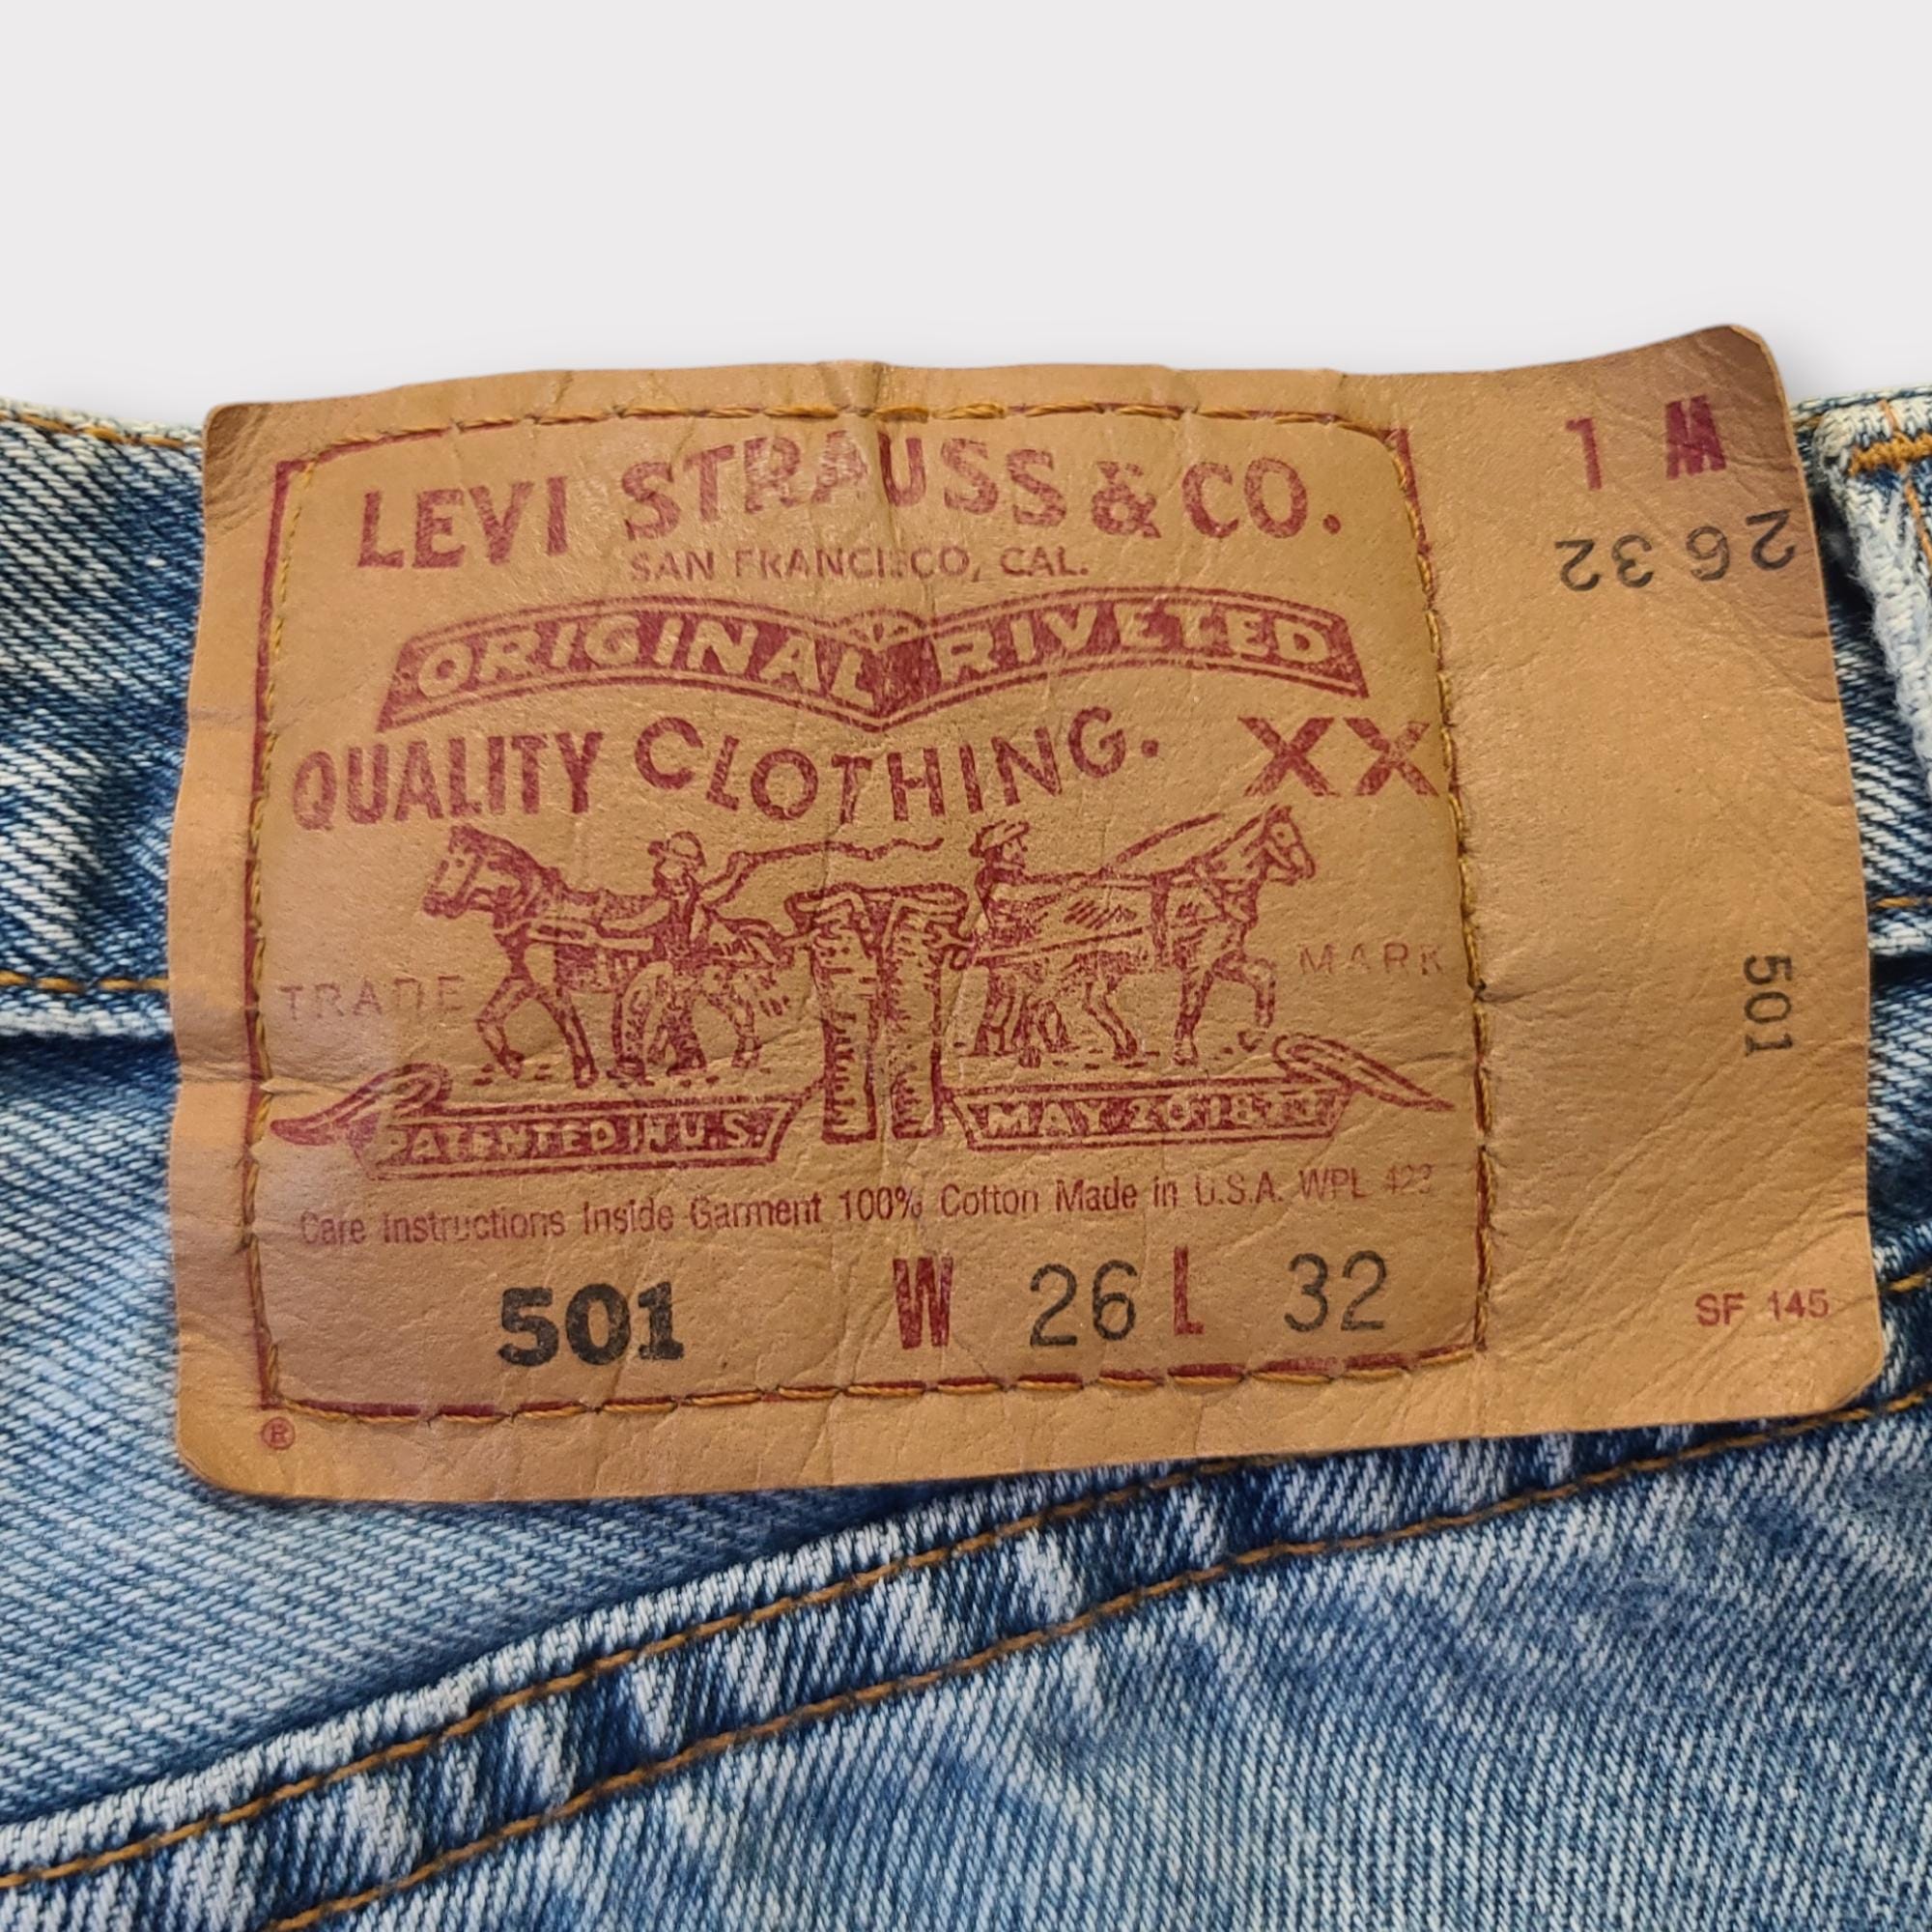 LEVI STRAUSS & CO.
SAN FRANCISCO, CAL.
ORIGINAL RIVETED
QUALITY CLOTHING. XX
TRADE MARK
PATENTED IN U.S. MAY 20 1873
Care Instructions Inside Garment 100% Cotton Made in U.S.A. WPL 423
501 W 26 L 32
®
L W
26 32
501
SF 145